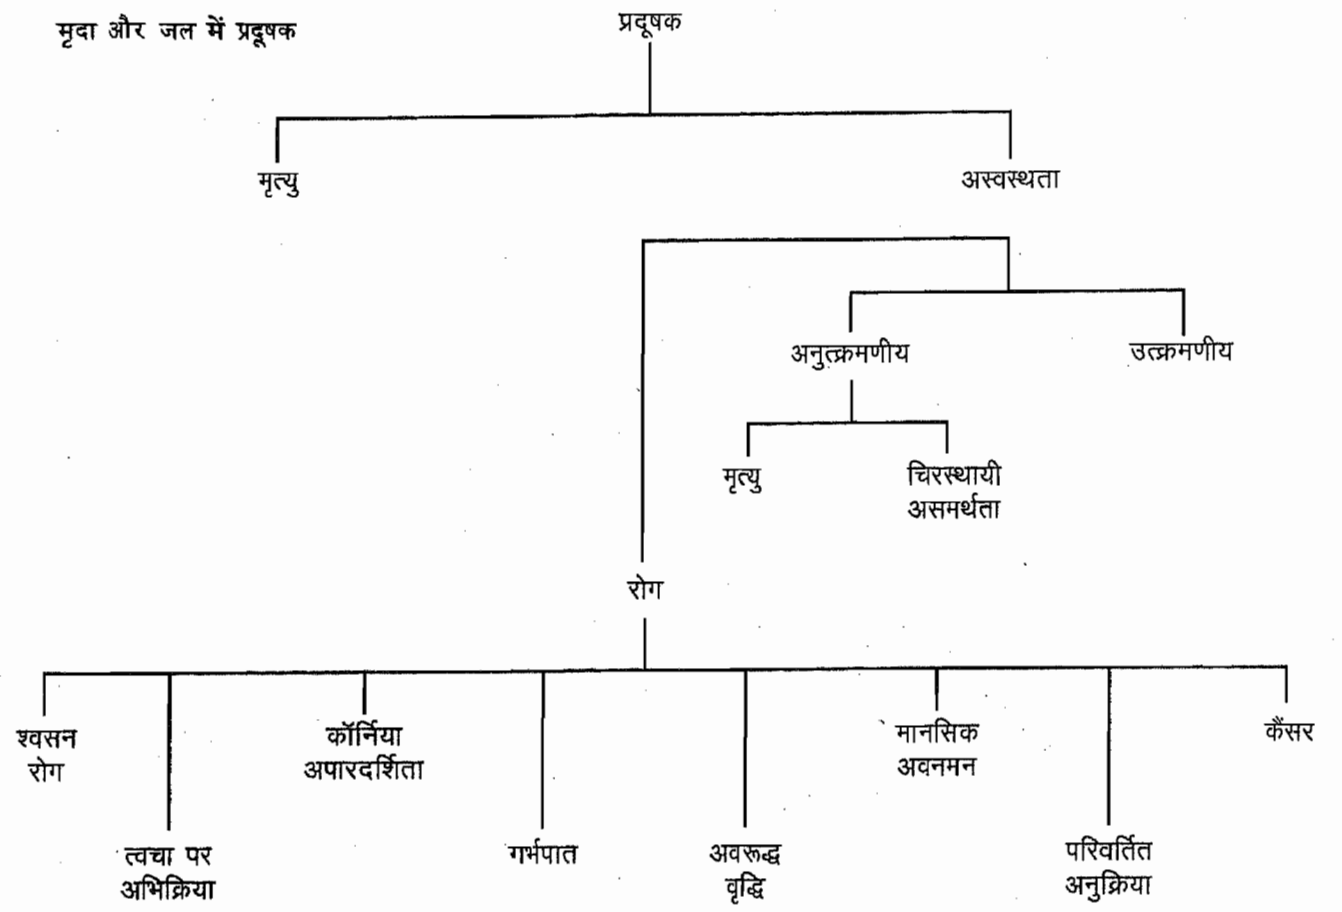 मृदा और जल में प्रदूषक
प्रदूषक
मृत्यु
अस्वस्थता
अनुत्क्रमणीय
उत्क्रमणीय
मृत्यु
चिरस्थायी
असमर्थता
रोग
श्वसन
रोग
कॉर्निया
अपारदर्शिता
मानसिक
अवनमन
कैंसर
त्वचा पर
अभिक्रिया
गर्भपात
अवरूद्ध
वृद्धि
परिवर्तित
अनुक्रिया